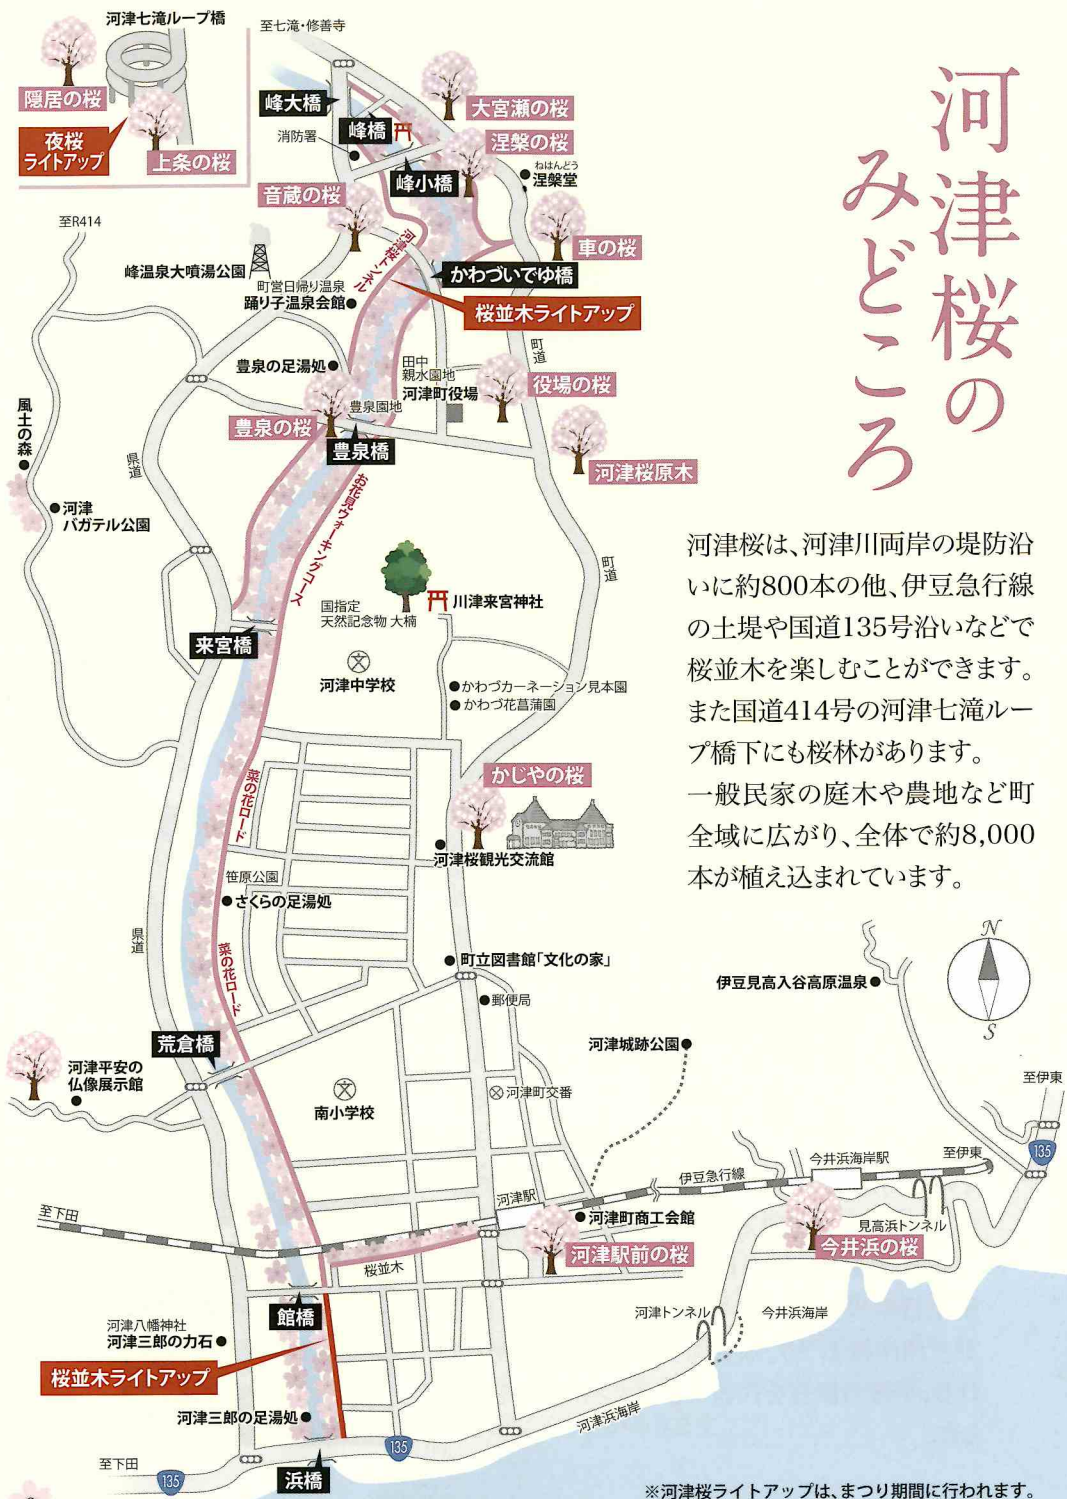 河津桜の
みどころ
河津七滝ループ橋
隠居の桜
夜桜
ライトアップ
上条の桜
至七滝・修善寺
峰大橋
大宮瀬の桜
峰橋
消防署
涅槃の桜
峰小橋
ねはんどう
涅槃堂
音蔵の桜
至R414
車の桜
河津桜トンネル
峰温泉大噴湯公園
かわづいでゆ橋
町営日帰り温泉
踊り子温泉会館
桜並木ライトアップ
町道
豊泉の足湯処
田中
親水園地
河津町役場
役場の桜
豊泉園地
豊泉の桜
豊泉橋
風土の森
県道
河津桜原木
河津
バガテル公園
お花見ウォーキングコース
町道
国指定
天然記念物 大楠
川津来宮神社
来宮橋
文
河津中学校
かわづカーネーション見本園
かわづ花菖蒲園
河津桜は、河津川両岸の堤防沿
いに約800本の他、伊豆急行線
の土堤や国道135号沿いなどで
桜並木を楽しむことができます。
また国道414号の河津七滝ルー
プ橋下にも桜林があります。
一般民家の庭木や農地など町
全域に広がり、全体で約8,000
本が植え込まれています。
かじやの桜
菜の花ロード
河津桜観光交流館
笹原公園
さくらの足湯処
県道
菜の花ロード
町立図書館「文化の家」
郵便局
伊豆見高入谷高原温泉
N
S
荒倉橋
河津城跡公園
河津平安の
仏像展示館
文
南小学校
河津町交番
至伊東
135
今井浜海岸駅
至伊東
伊豆急行線
河津駅
至下田
河津町商工会館
見高浜トンネル
今井浜の桜
河津駅前の桜
桜並木
館橋
河津トンネル
今井浜海岸
河津八幡神社
河津三郎の力石
桜並木ライトアップ
河津三郎の足湯処
河津浜海岸
135
至下田
135
浜橋
※河津桜ライトアップは、まつり期間に行われます。